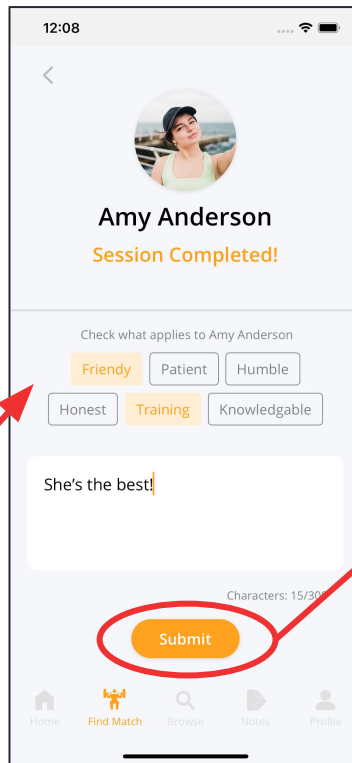 12:08
Amy Anderson
Session Completed!
Check what applies to Amy Anderson
Friendy Patient Humble
Honest Training Knowledgable
She's the best!
Characters: 15/300
Submit
Home Find Match Browse Notes Profile